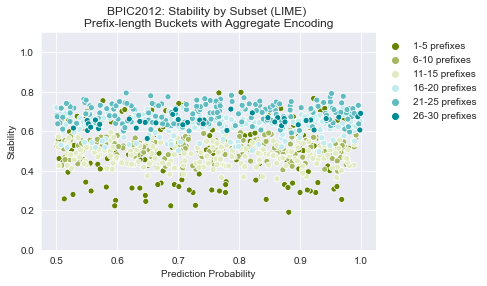 BPIC2012: Stability by Subset (LIME)
Prefix-length Buckets with Aggregate Encoding
1.0
0.8
0.6
0.4
0.2
0.0
Stability
0.5 0.6 0.7 0.8 0.9 1.0
Prediction Probability
1-5 prefixes
6-10 prefixes
11-15 prefixes
16-20 prefixes
21-25 prefixes
26-30 prefixes